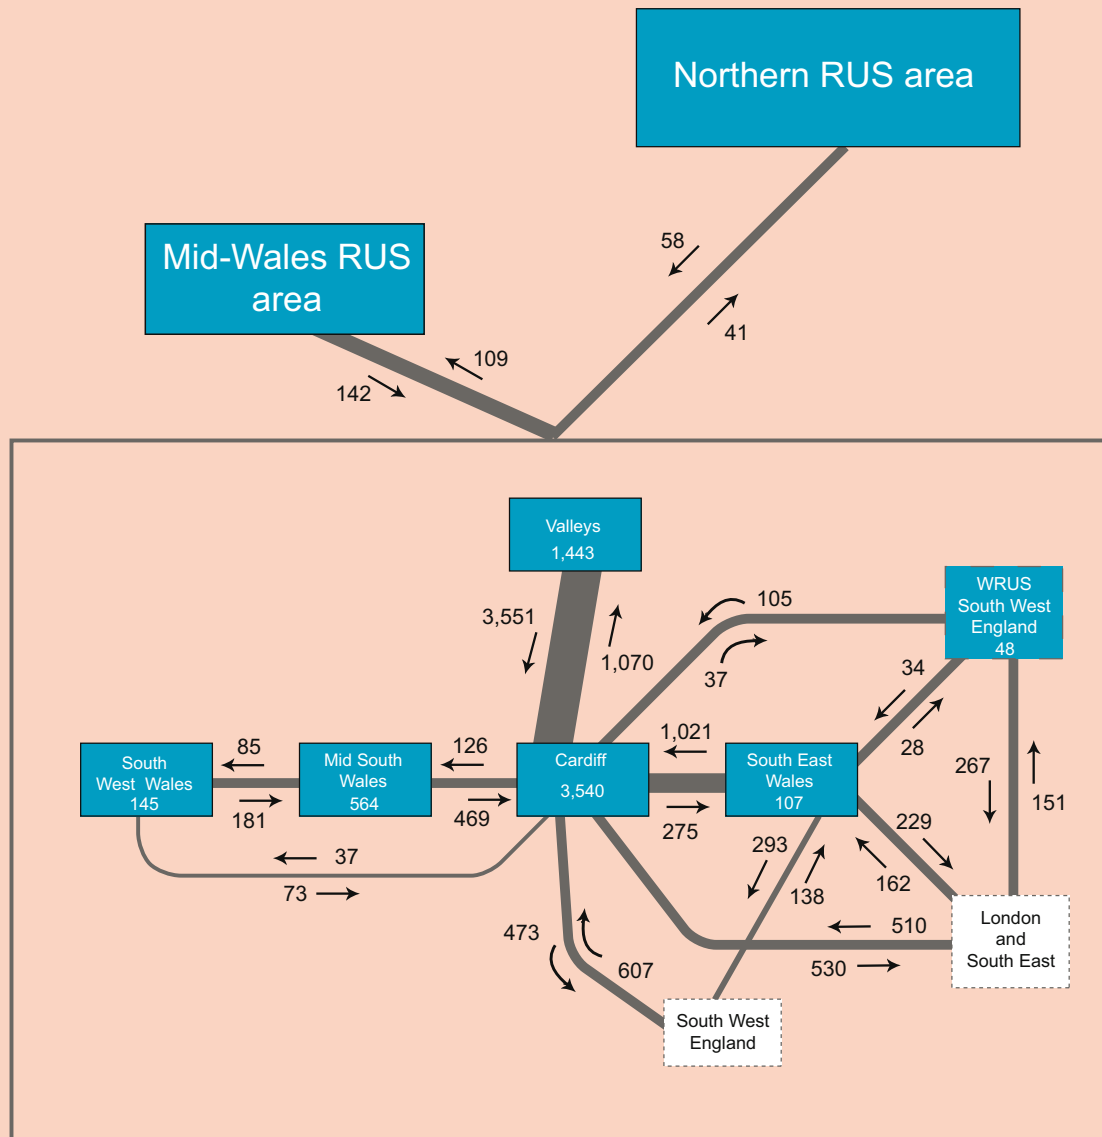 Northern RUS area
Mid-Wales RUS
area
58
41
109
142
Valleys
1,443
3,551
1,070
105
37
WRUS
South West
England
48
34
28
267
151
85
181
South
West Wales
145
Mid South
Wales
564
126
469
Cardiff
3,540
1,021
275
South East
Wales
107
37
73
293
138
229
162
473
607
510
530
London
and
South East
South West
England